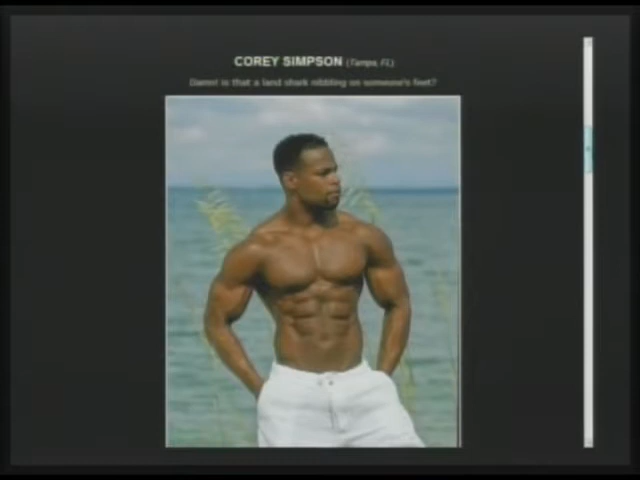 COREY SIMPSON (Tampa, FL)
Damn! is that a land shark nibbling on someone's feet?